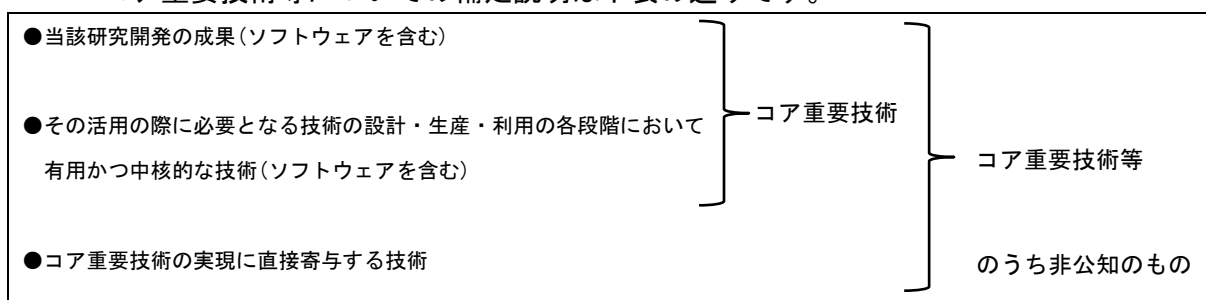 ●当該研究開発の成果(ソフトウェアを含む)
コア重要技術
●その活用の際に必要となる技術の設計・生産・利用の各段階において
有用かつ中核的な技術(ソフトウェアを含む)
コア重要技術等
●コア重要技術の実現に直接寄与する技術
のうち非公知のもの